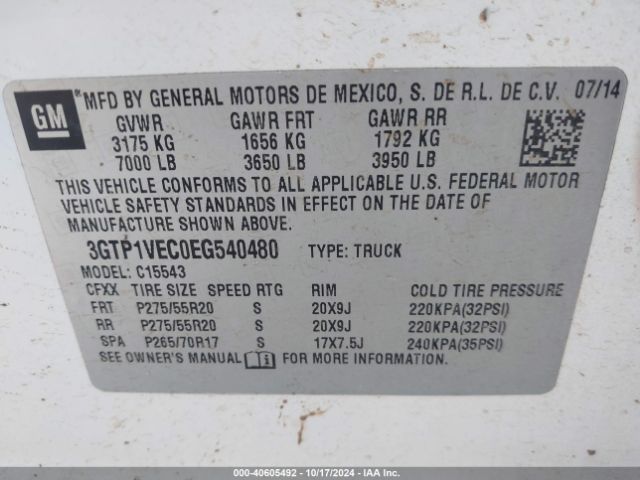 GM ® MFD BY GENERAL MOTORS DE MEXICO, S. DE R.L. DE C.V. 07/14
GVWR GAWR FRT GAWR RR
3175 KG 1656 KG 1792 KG
7000 LB 3650 LB 3950 LB
THIS VEHICLE CONFORMS TO ALL APPLICABLE U.S. FEDERAL MOTOR
VEHICLE SAFETY STANDARDS IN EFFECT ON THE DATE OF
MANUFACTURE SHOWN ABOVE.
3GTP1VEC0EG540480 TYPE: TRUCK
MODEL: C15543
CFXX TIRE SIZE SPEED RTG RIM COLD TIRE PRESSURE
FRT P275/55R20 S 20X9J 220KPA(32PSI)
RR P275/55R20 S 20X9J 220KPA(32PSI)
SPA P265/70R17 S 17X7.5J 240KPA(35PSI)
SEE OWNER'S MANUAL FOR MORE INFORMATION.
000-40605492 - 10/17/2024 - IAA Inc.